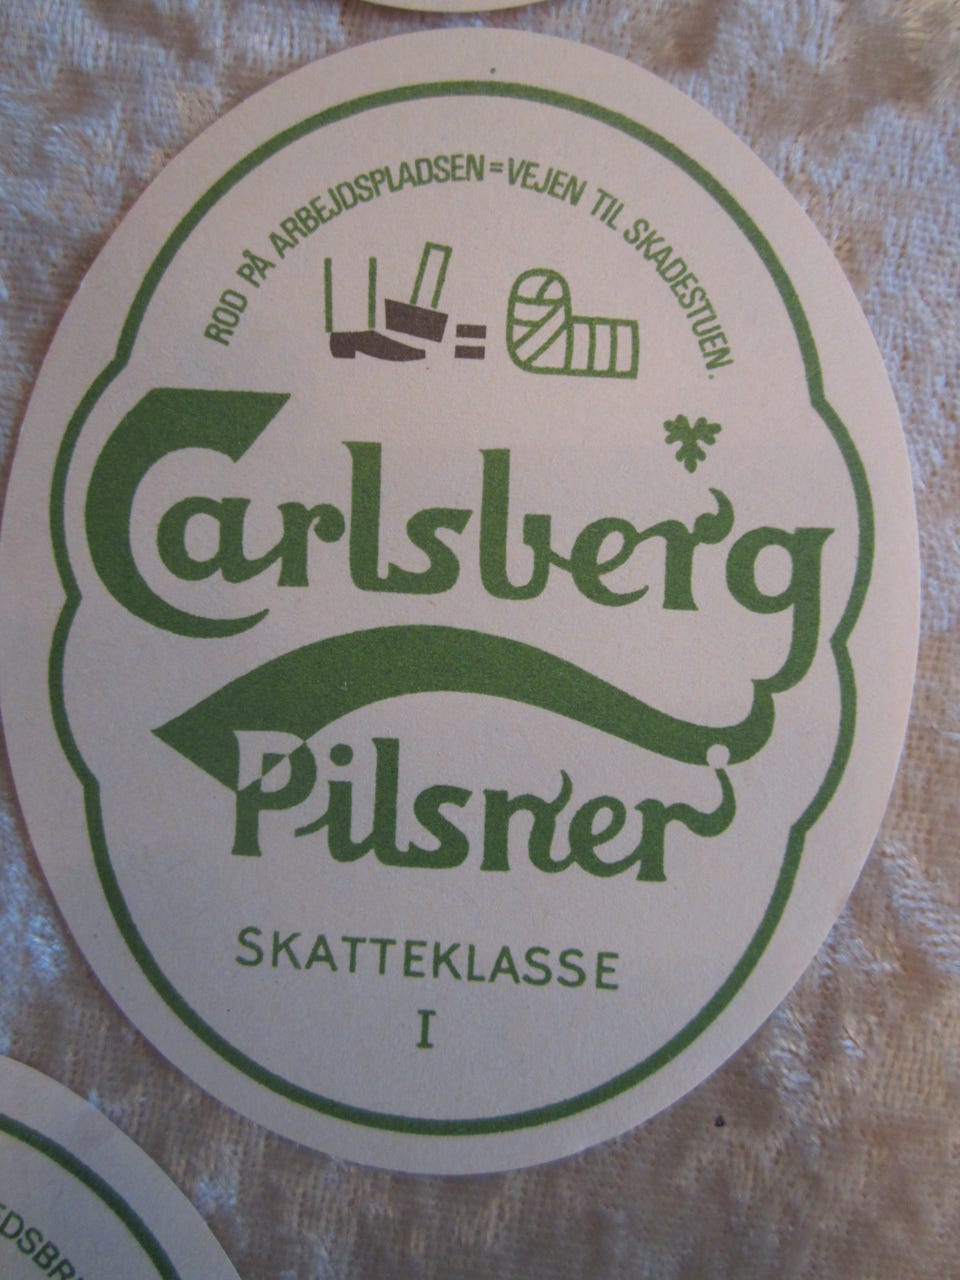 ROD PÅ ARBEJDSPLADSEN = VEJEN TIL SKADESTUEN.
=
Carlsberg
Pilsner
SKATTEKLASSE
I